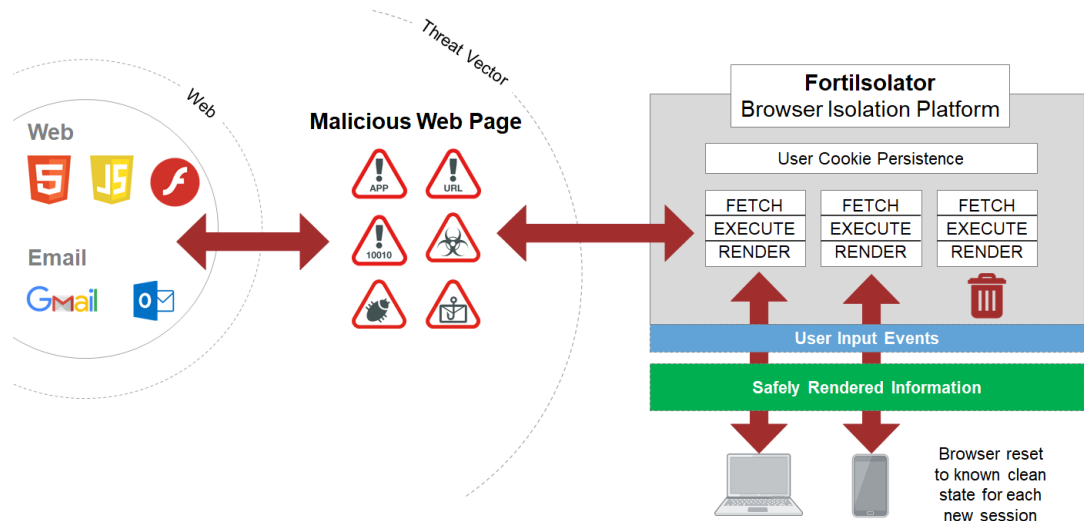 Threat Vector
Web
Web
JS
Email
Gmail
O
Malicious Web Page
APP
URL
10010
FortiIsolator
Browser Isolation Platform
User Cookie Persistence
FETCH
EXECUTE
RENDER
FETCH
EXECUTE
RENDER
FETCH
EXECUTE
RENDER
User Input Events
Safely Rendered Information
Browser reset
to known clean
state for each
new session